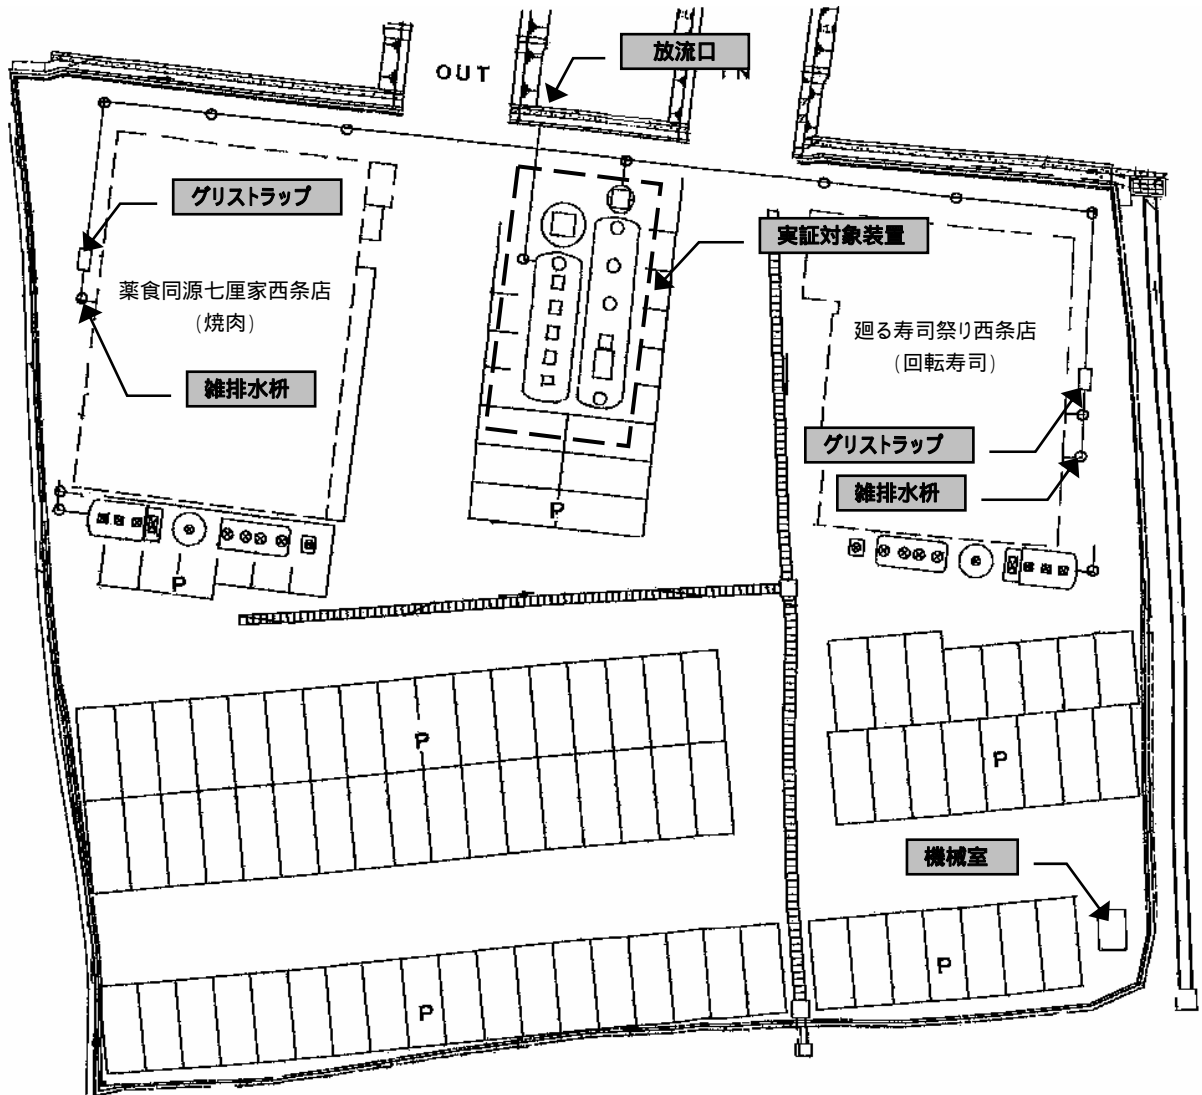 OUT
放流口
グリストラップ
実証対象装置
薬食同源七厘家西条店
(焼肉)
廻る寿司祭り西条店
(回転寿司)
雑排水枡
グリストラップ
雑排水枡
P
P
P
P
機械室
P
P